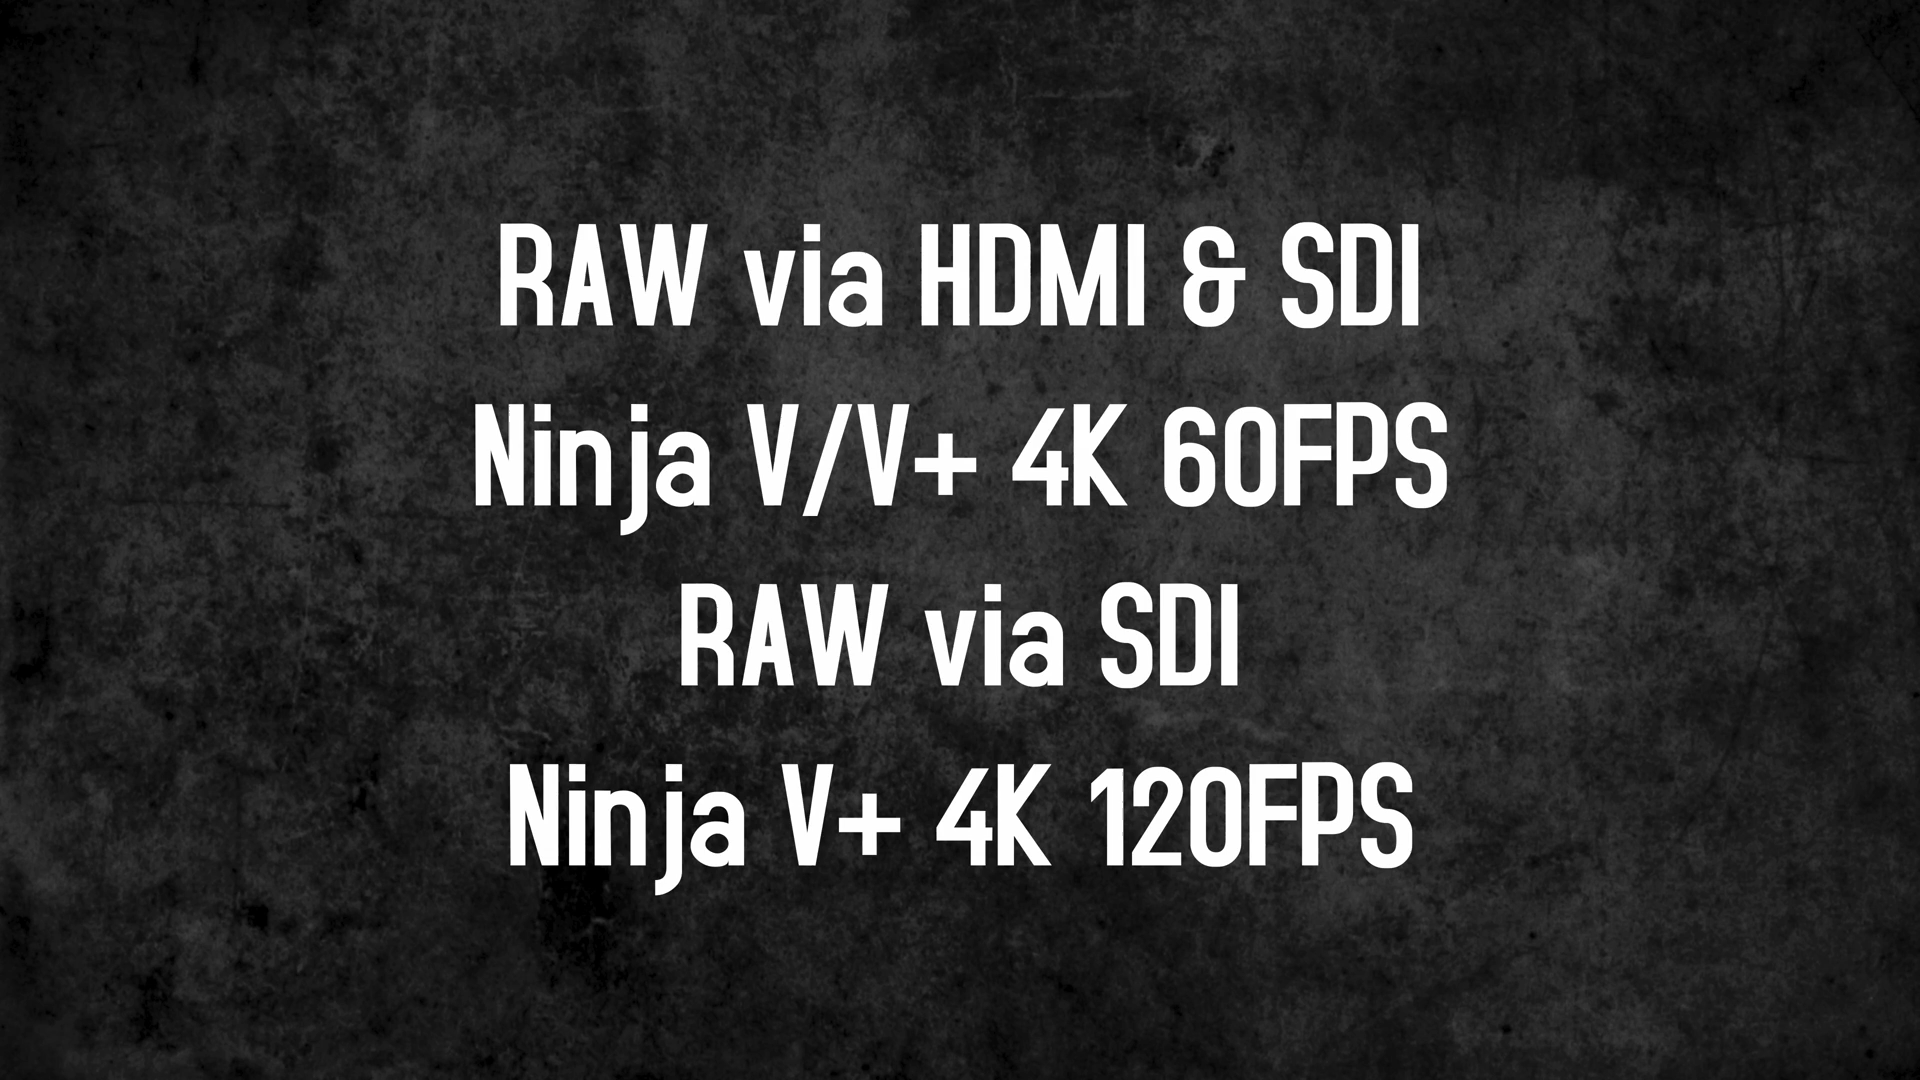 RAW via HDMI & SDI
Ninja V/V+ 4K 60FPS
RAW via SDI
Ninja V+ 4K 120FPS